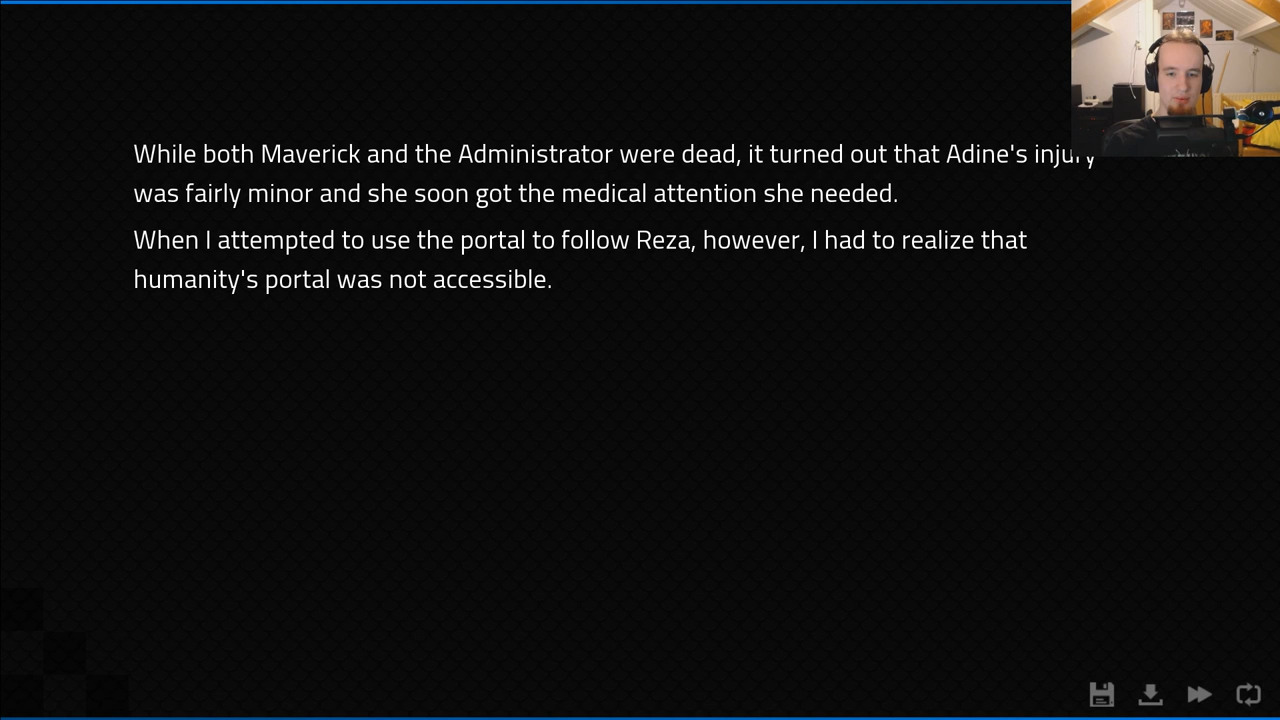 While both Maverick and the Administrator were dead, it turned out that Adine's injury
was fairly minor and she soon got the medical attention she needed.
When I attempted to use the portal to follow Reza, however, I had to realize that
humanity's portal was not accessible.